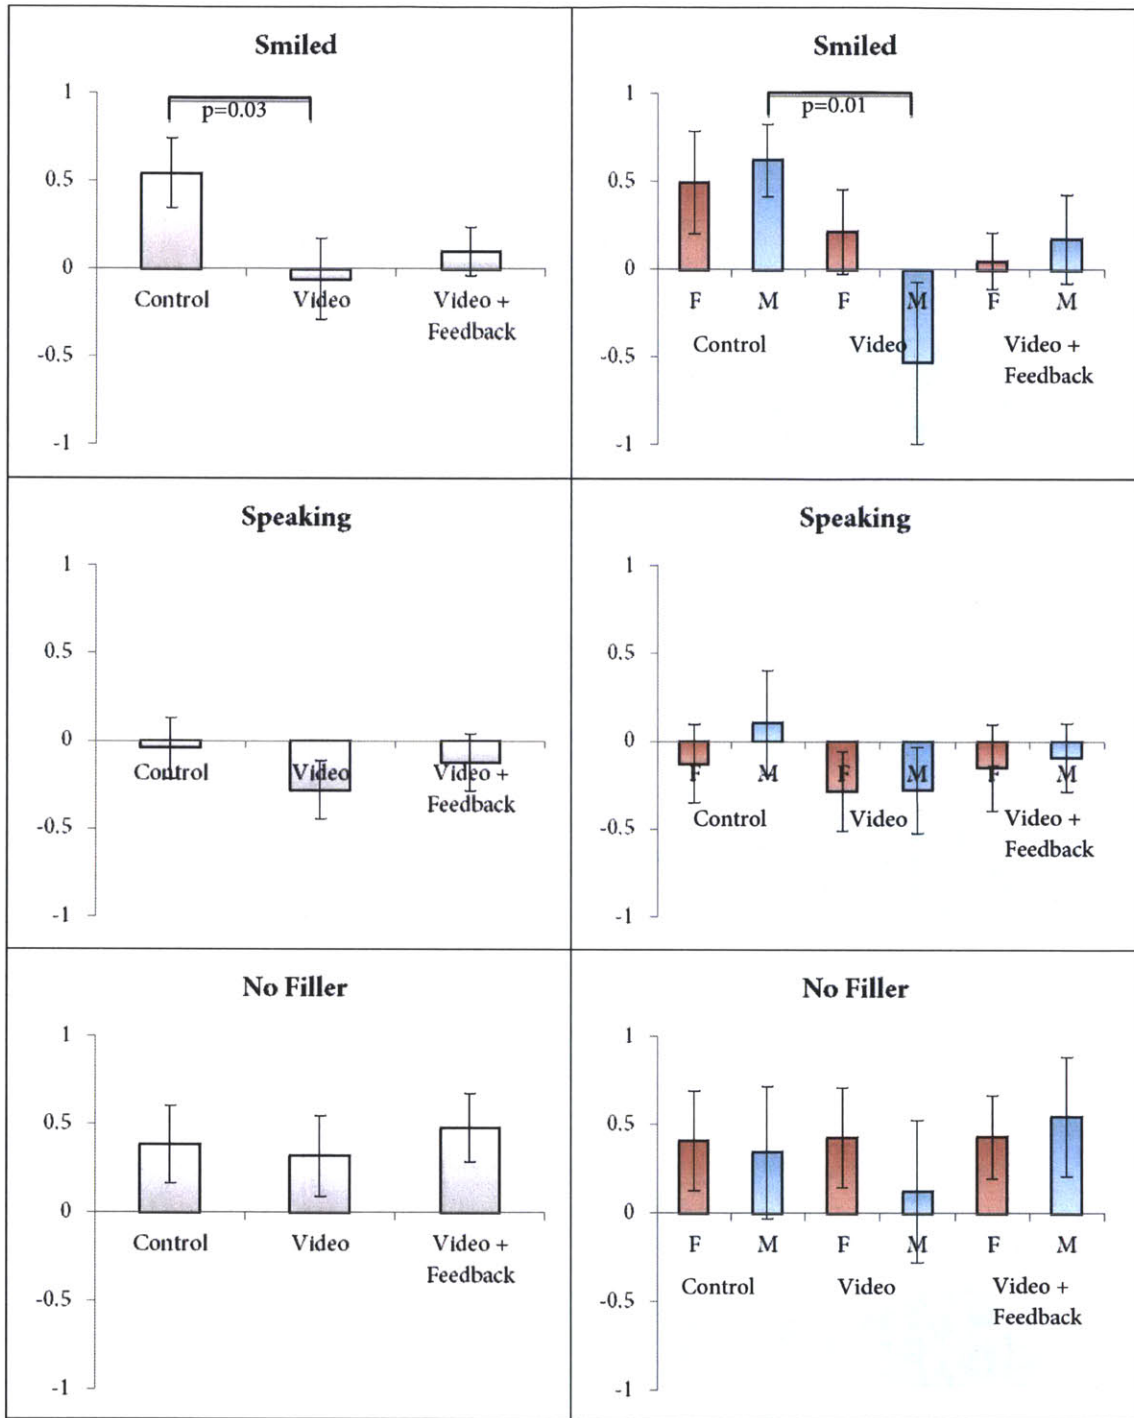 Smiled
1
p=0.03
0.5
0
Control Video Video +
Feedback
-0.5
-1
Smiled
1
p=0.01
0.5
0
F M F M F M
Control Video Video +
Feedback
-0.5
-1
Speaking
1
0.5
0
Control Video Video +
Feedback
-0.5
-1
Speaking
1
0.5
0
F M F M F M
Control Video Video +
Feedback
-0.5
-1
No Filler
1
0.5
0
Control Video Video +
Feedback
-0.5
-1
No Filler
1
0.5
0
F M F M F M
Control Video Video +
Feedback
-0.5
-1